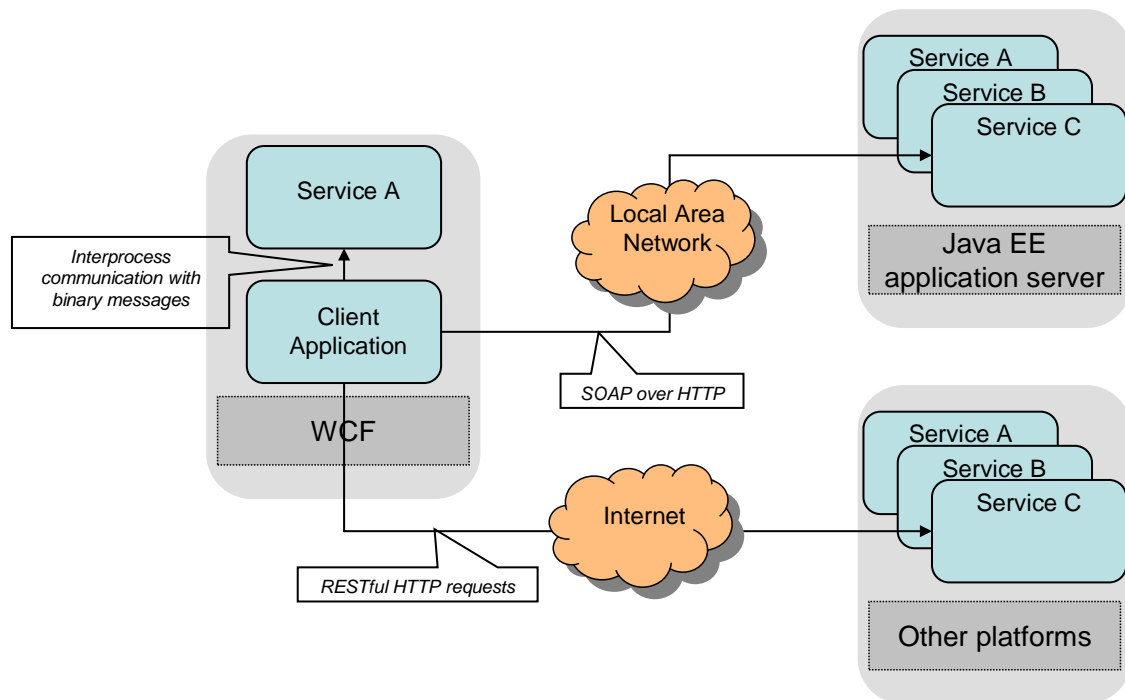 Service A
Service B
Service C
Java EE
application server
Service A
Interprocess
communication with
binary messages
Client
Application
WCF
Local Area
Network
SOAP over HTTP
Internet
RESTful HTTP requests
Service A
Service B
Service C
Other platforms